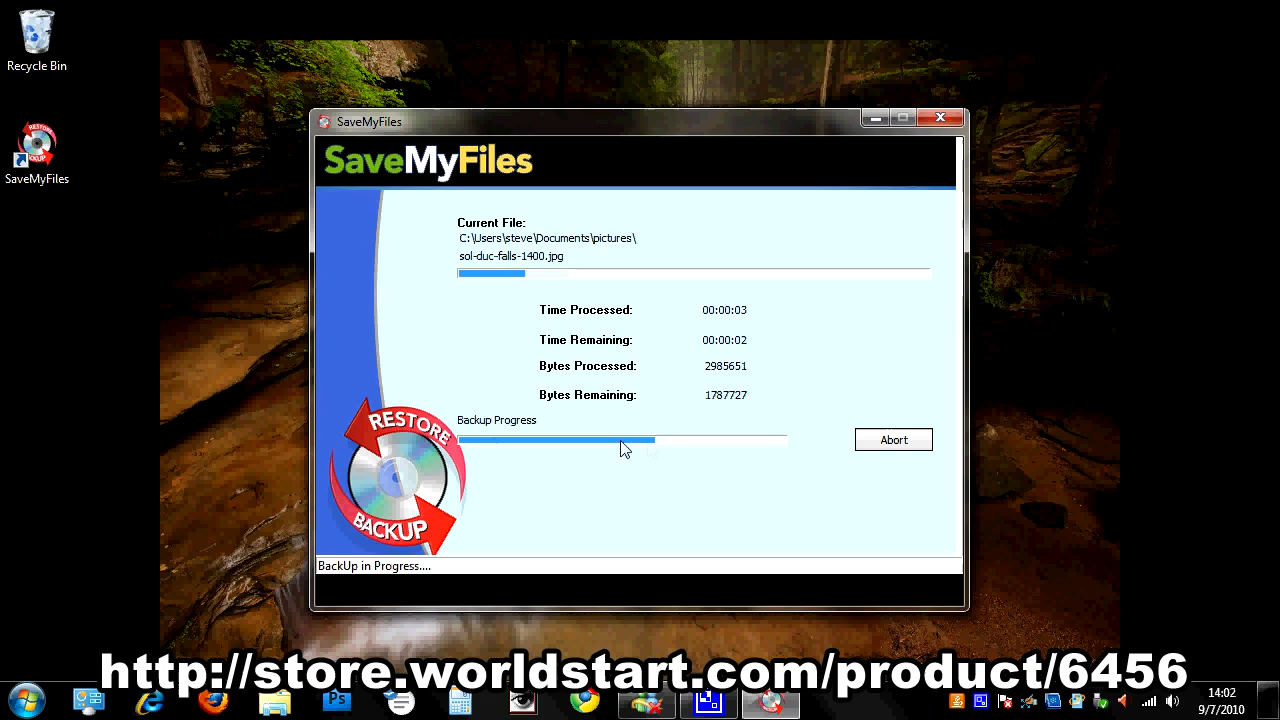 Recycle Bin
SaveMyFiles
SaveMyFiles
SaveMyFiles
Current File:
C:\Users\steve\Documents\pictures\
sol-duc-falls-1400.jpg
Time Processed: 00:00:03
Time Remaining: 00:00:02
Bytes Processed: 2985651
Bytes Remaining: 1787727
Backup Progress
Abort
RESTORE
BACKUP
BackUp in Progress....
http://store.worldstart.com/product/6456
Ps
14:02
9/7/2010